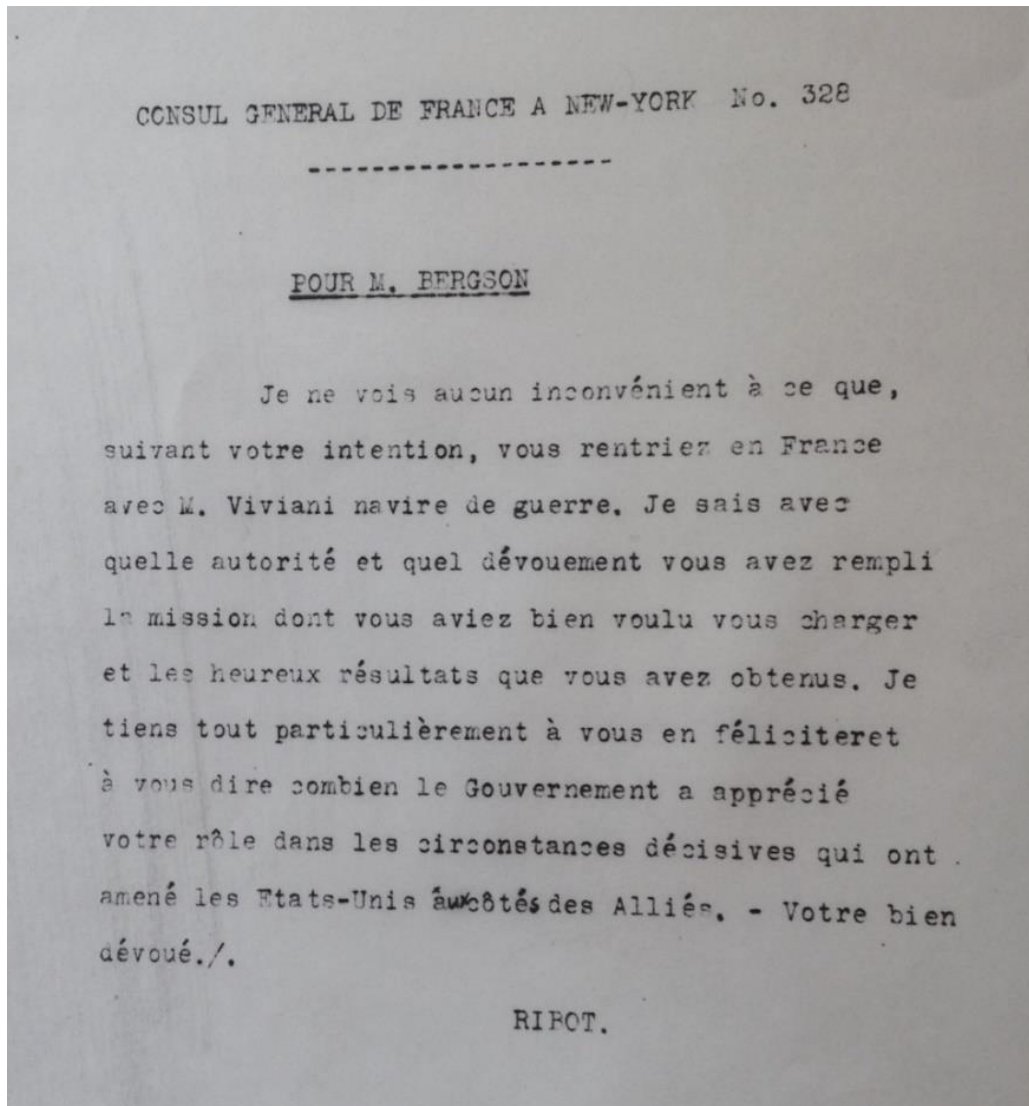 CONSUL GENERAL DE FRANCE A NEW-YORK No. 328
-------------------
POUR M. BERGSON
Je ne vois aucun inconvénient à ce que,
suivant votre intention, vous rentriez en France
avec M. Viviani navire de guerre. Je sais avec
quelle autorité et quel dévouement vous avez rempli
la mission dont vous aviez bien voulu vous charger
et les heureux résultats que vous avez obtenus. Je
tiens tout particulièrement à vous en féliciteret
à vous dire combien le Gouvernement a apprécié
votre rôle dans les circonstances décisives qui ont
amené les Etats-Unis aux côtés des Alliés. - Votre bien
dévoué./.
RIBOT.